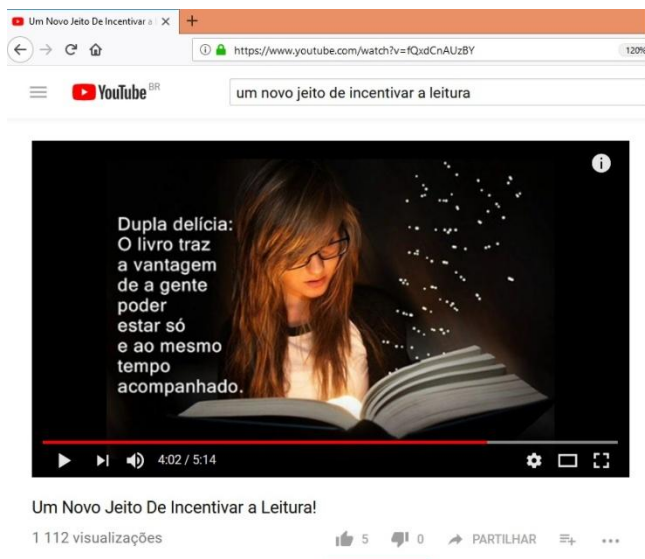 Um Novo Jeito De Incentivar a
https://www.youtube.com/watch?v=fQxdCnAUzBY
120%
YouTube BR
um novo jeito de incentivar a leitura
Dupla delícia:
O livro traz
a vantagem
de a gente
poder
estar só
e ao mesmo
tempo
acompanhado.
4:02 / 5:14
Um Novo Jeito De Incentivar a Leitura!
1 112 visualizações
5
0
PARTILHAR